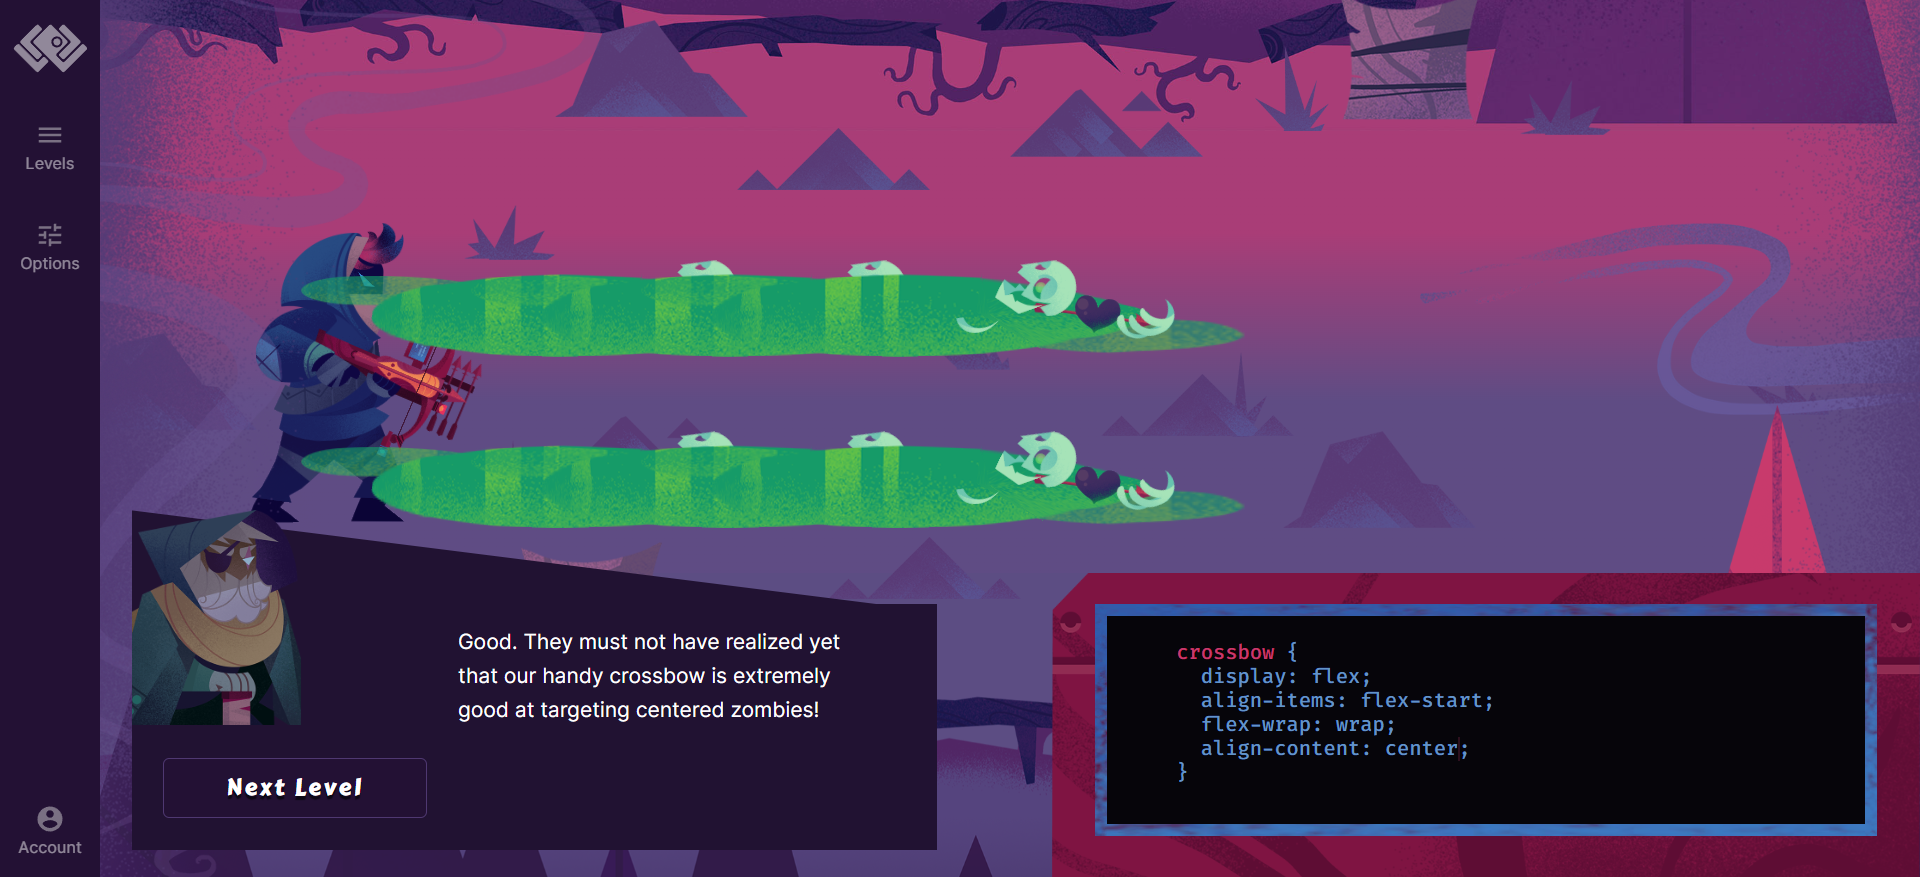 Levels
Options
Good. They must not have realized yet
that our handy crossbow is extremely
good at targeting centered zombies!
Next Level
crossbow {
  display: flex;
  align-items: flex-start;
  flex-wrap: wrap;
  align-content: center;
}
Account